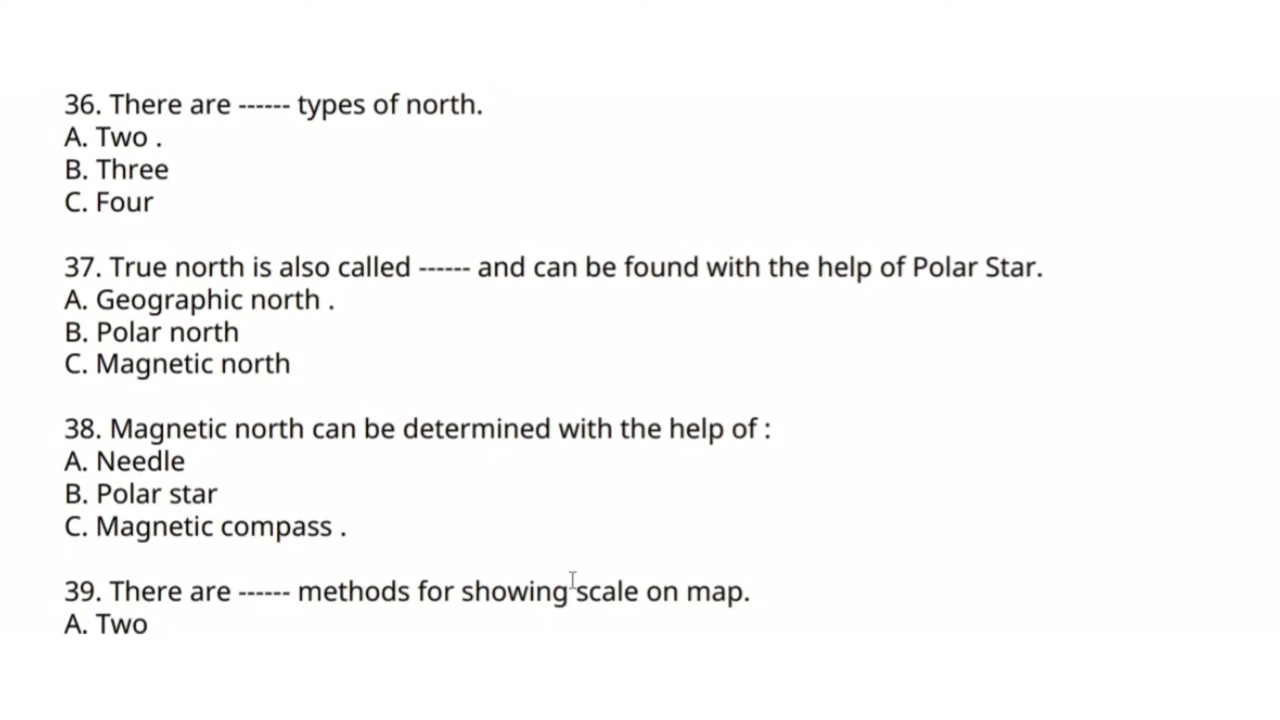 36. There are ------ types of north.
A. Two .
B. Three
C. Four
37. True north is also called ------ and can be found with the help of Polar Star.
A. Geographic north .
B. Polar north
C. Magnetic north
38. Magnetic north can be determined with the help of :
A. Needle
B. Polar star
C. Magnetic compass .
39. There are ------ methods for showing scale on map.
A. Two